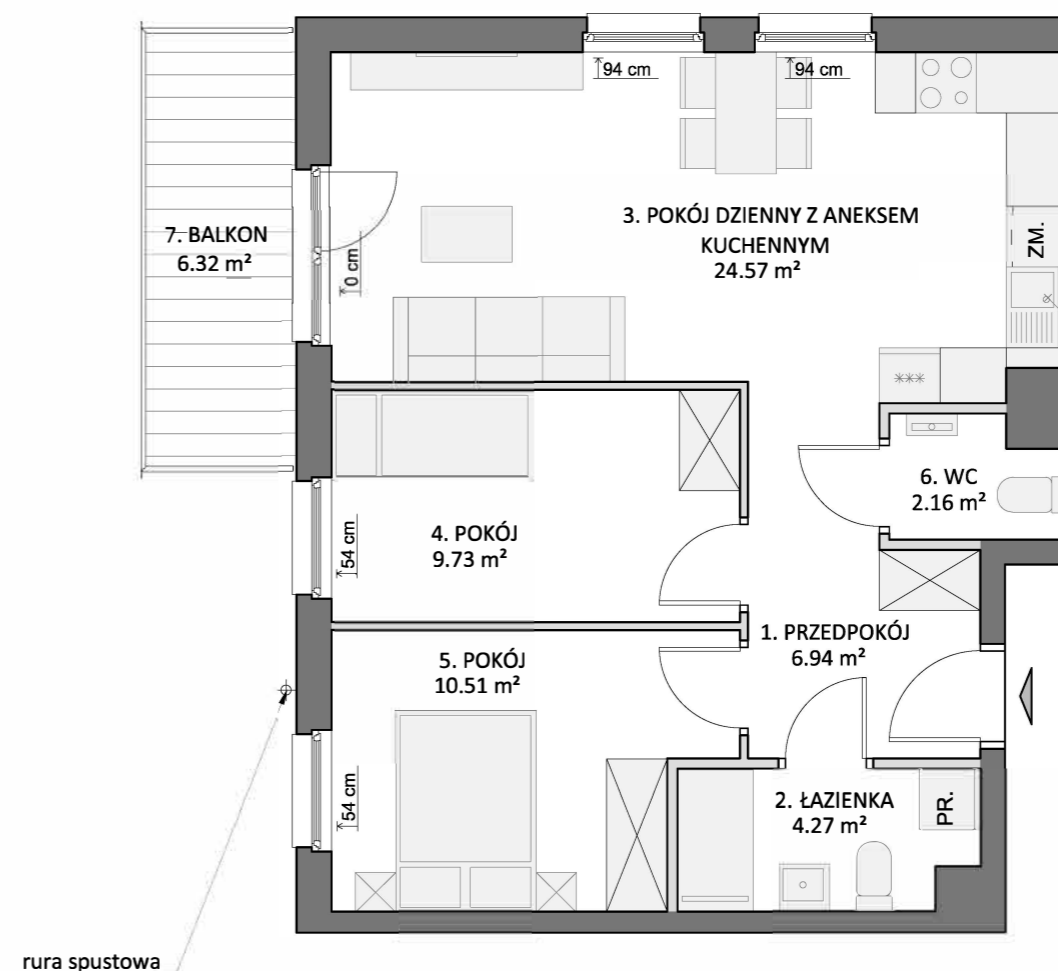 94 cm
94 cm
3. POKÓJ DZIENNY Z ANEKSEM
KUCHENNYM
24.57 m²
7. BALKON
6.32 m²
0 cm
ZM.
***
6. WC
2.16 m²
4. POKÓJ
9.73 m²
54 cm
1. PRZEDPOKÓJ
6.94 m²
5. POKÓJ
10.51 m²
54 cm
2. ŁAZIENKA
4.27 m²
PR.
rura spustowa